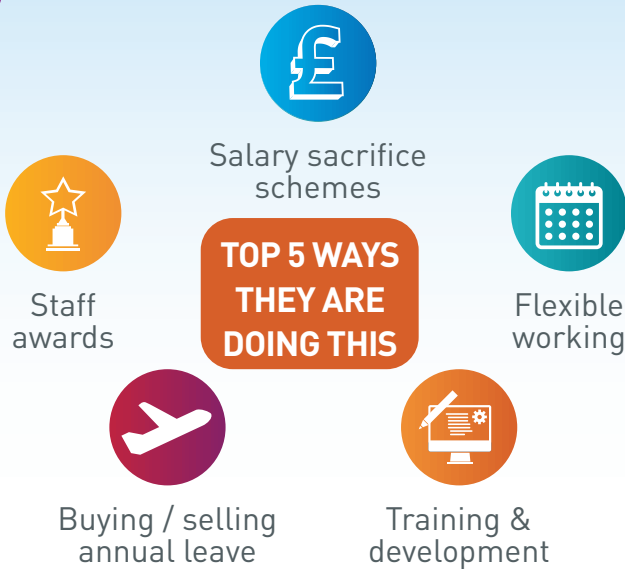 £
Salary sacrifice
schemes
Staff
awards
TOP 5 WAYS
THEY ARE
DOING THIS
Flexible
working
Buying / selling
annual leave
Training &
development